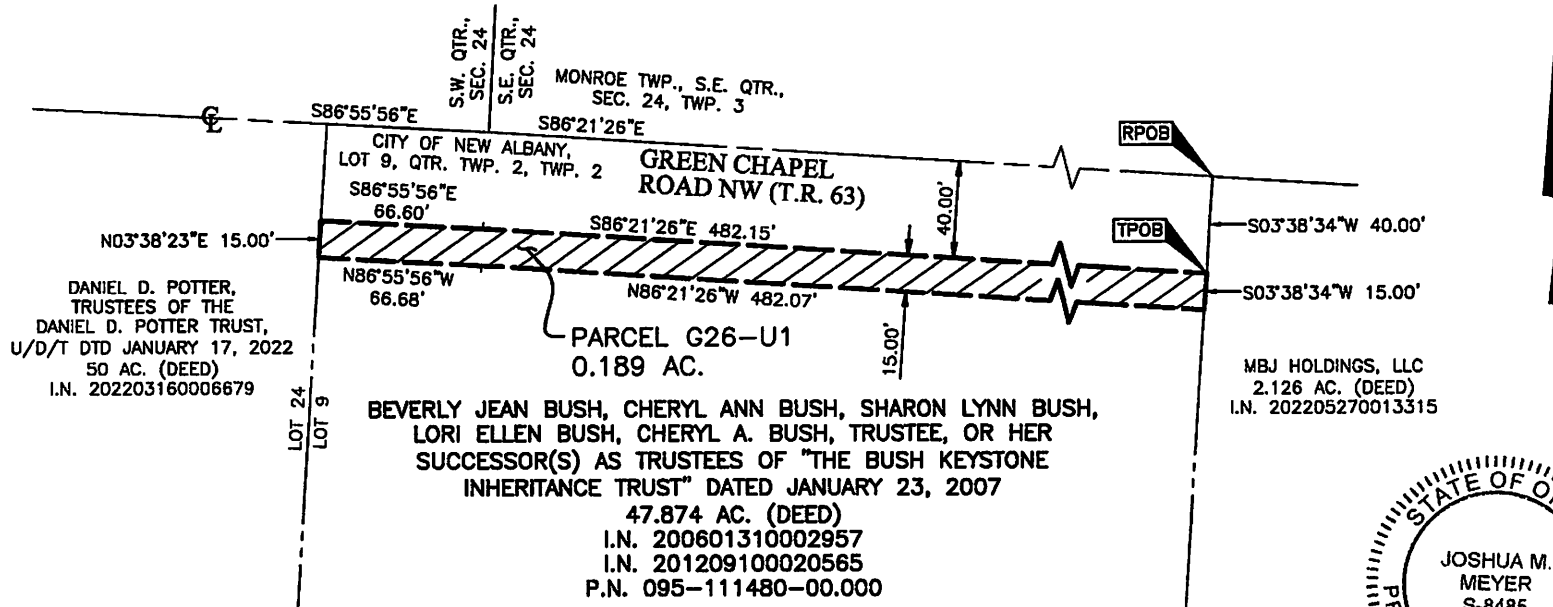 S.W. QTR.,
SEC. 24
S.E. QTR.,
SEC. 24
MONROE TWP., S.E. QTR.,
SEC. 24, TWP. 3
℄
S86°55'56"E
S86°21'26"E
CITY OF NEW ALBANY,
LOT 9, QTR. TWP. 2, TWP. 2
GREEN CHAPEL
ROAD NW (T.R. 63)
RPOB
S86°55'56"E
66.60'
S86°21'26"E 482.15'
40.00'
TPOB
S03°38'34"W 40.00'
N03°38'23"E 15.00'
N86°55'56"W
66.68'
N86°21'26"W 482.07'
S03°38'34"W 15.00'
15.00'
PARCEL G26-U1
0.189 AC.
DANIEL D. POTTER,
TRUSTEES OF THE
DANIEL D. POTTER TRUST,
U/D/T DTD JANUARY 17, 2022
50 AC. (DEED)
I.N. 202203160006679
MBJ HOLDINGS, LLC
2.126 AC. (DEED)
I.N. 202205270013315
LOT 24
LOT 9
BEVERLY JEAN BUSH, CHERYL ANN BUSH, SHARON LYNN BUSH,
LORI ELLEN BUSH, CHERYL A. BUSH, TRUSTEE, OR HER
SUCCESSOR(S) AS TRUSTEES OF "THE BUSH KEYSTONE
INHERITANCE TRUST" DATED JANUARY 23, 2007
47.874 AC. (DEED)
I.N. 200601310002957
I.N. 201209100020565
P.N. 095-111480-00.000
STATE OF O
JOSHUA M.
MEYER
S-8485